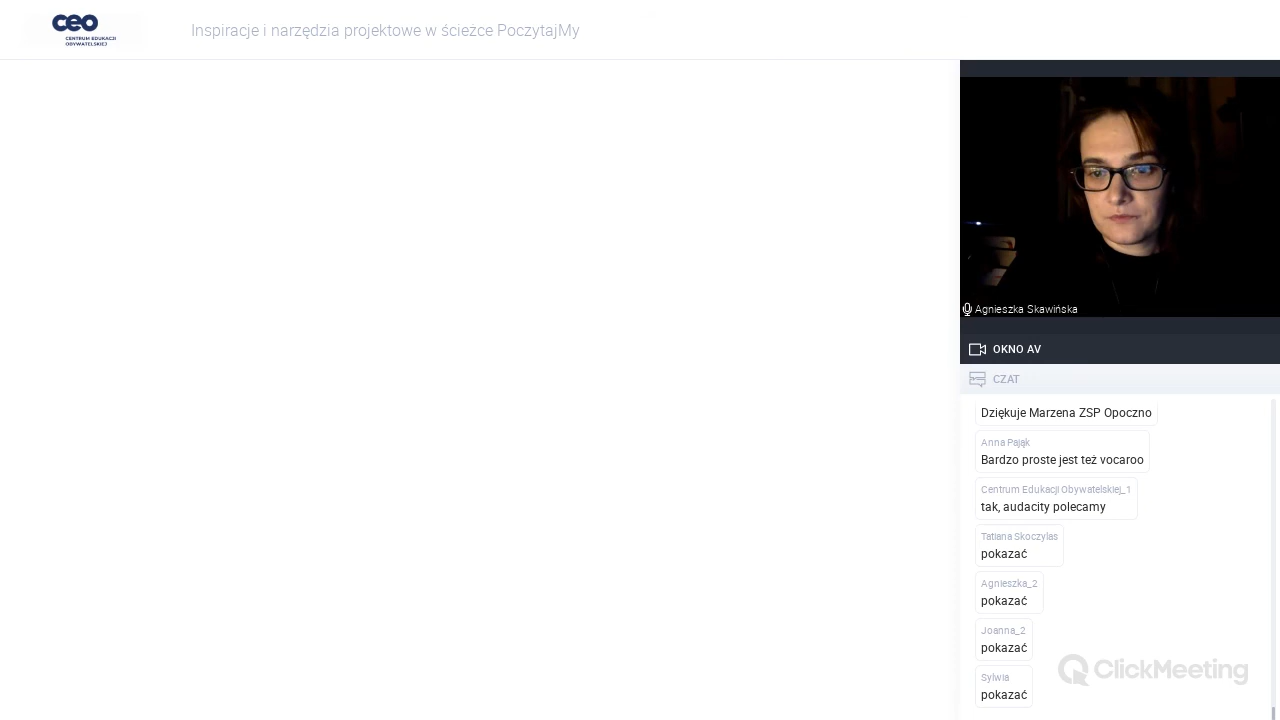 ceo
CENTRUM EDUKACJI
OBYWATELSKIEJ
Inspiracje i narzędzia projektowe w ścieżce PoczytajMy
Agnieszka Skawińska
OKNO AV
CZAT
Dziękuje Marzena ZSP Opoczno
Anna Pająk
Bardzo proste jest też vocaroo
Centrum Edukacji Obywatelskiej_1
tak, audacity polecamy
Tatiana Skoczylas
pokazać
Agnieszka_2
pokazać
Joanna_2
pokazać
Sylwia
pokazać
ClickMeeting